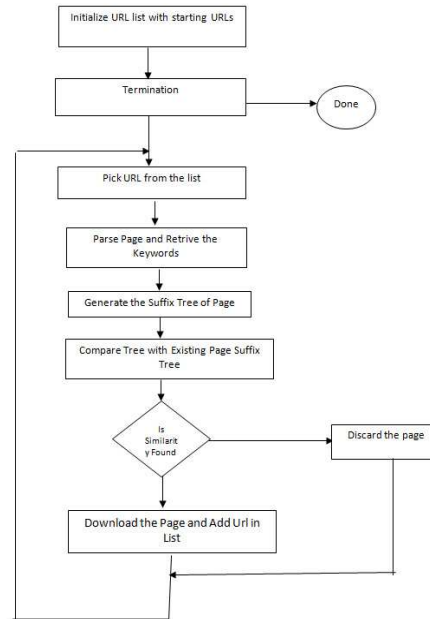 Initialize URL list with starting URLs
Termination
Done
Pick URL from the list
Parse Page and Retrive the
Keywords
Generate the Suffix Tree of Page
Compare Tree with Existing Page Suffix
Tree
Is
Similarit
y Found
Discard the page
Download the Page and Add Url in
List